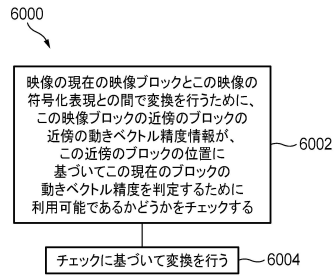 6000
映像の現在の映像ブロックとこの映像の
符号化表現との間で変換を行うために、
この映像ブロックの近傍のブロックの
近傍の動きベクトル精度情報が、
この近傍のブロックの位置に
基づいてこの現在のブロックの
動きベクトル精度を判定するために
利用可能であるかどうかをチェックする
6002
チェックに基づいて変換を行う
6004